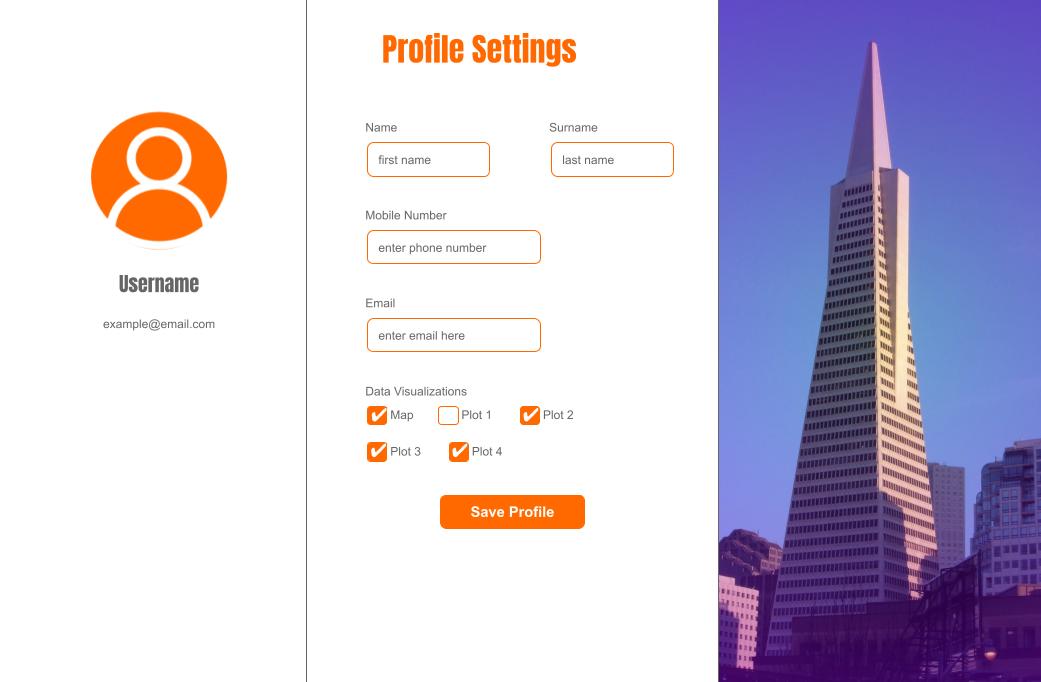 Profile Settings
Username
example@email.com
Name
Surname
first name
last name
Mobile Number
enter phone number
Email
enter email here
Data Visualizations
Map
Plot 1
Plot 2
Plot 3
Plot 4
Save Profile